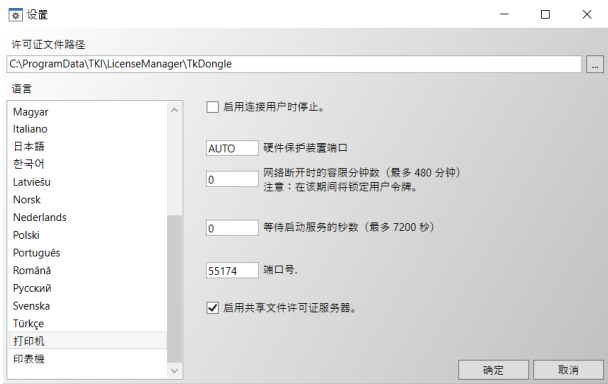 设置
许可证文件路径
C:\ProgramData\TKI\LicenseManager\TkDongle
...
语言
Magyar
Italiano
日本語
한국어
Latviešu
Norsk
Nederlands
Polski
Português
Română
Русский
Svenska
Türkçe
打印机
印表機
启用连接用户时停止。
AUTO 硬件保护装置端口
0 网络断开时的容限分钟数（最多 480 分钟）
注意：在该期间将锁定用户令牌。
0 等待启动服务的秒数（最多 7200 秒）
55174 端口号.
启用共享文件许可证服务器。
确定 取消